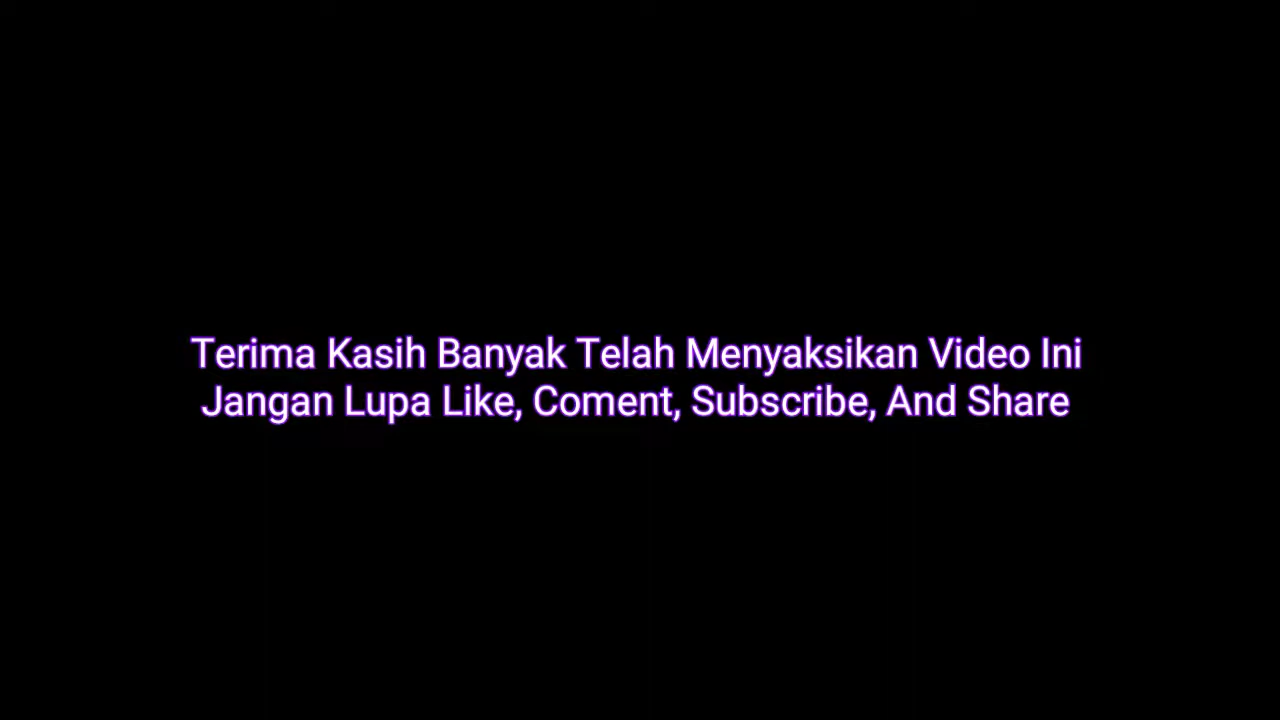 Terima Kasih Banyak Telah Menyaksikan Video Ini
Jangan Lupa Like, Coment, Subscribe, And Share